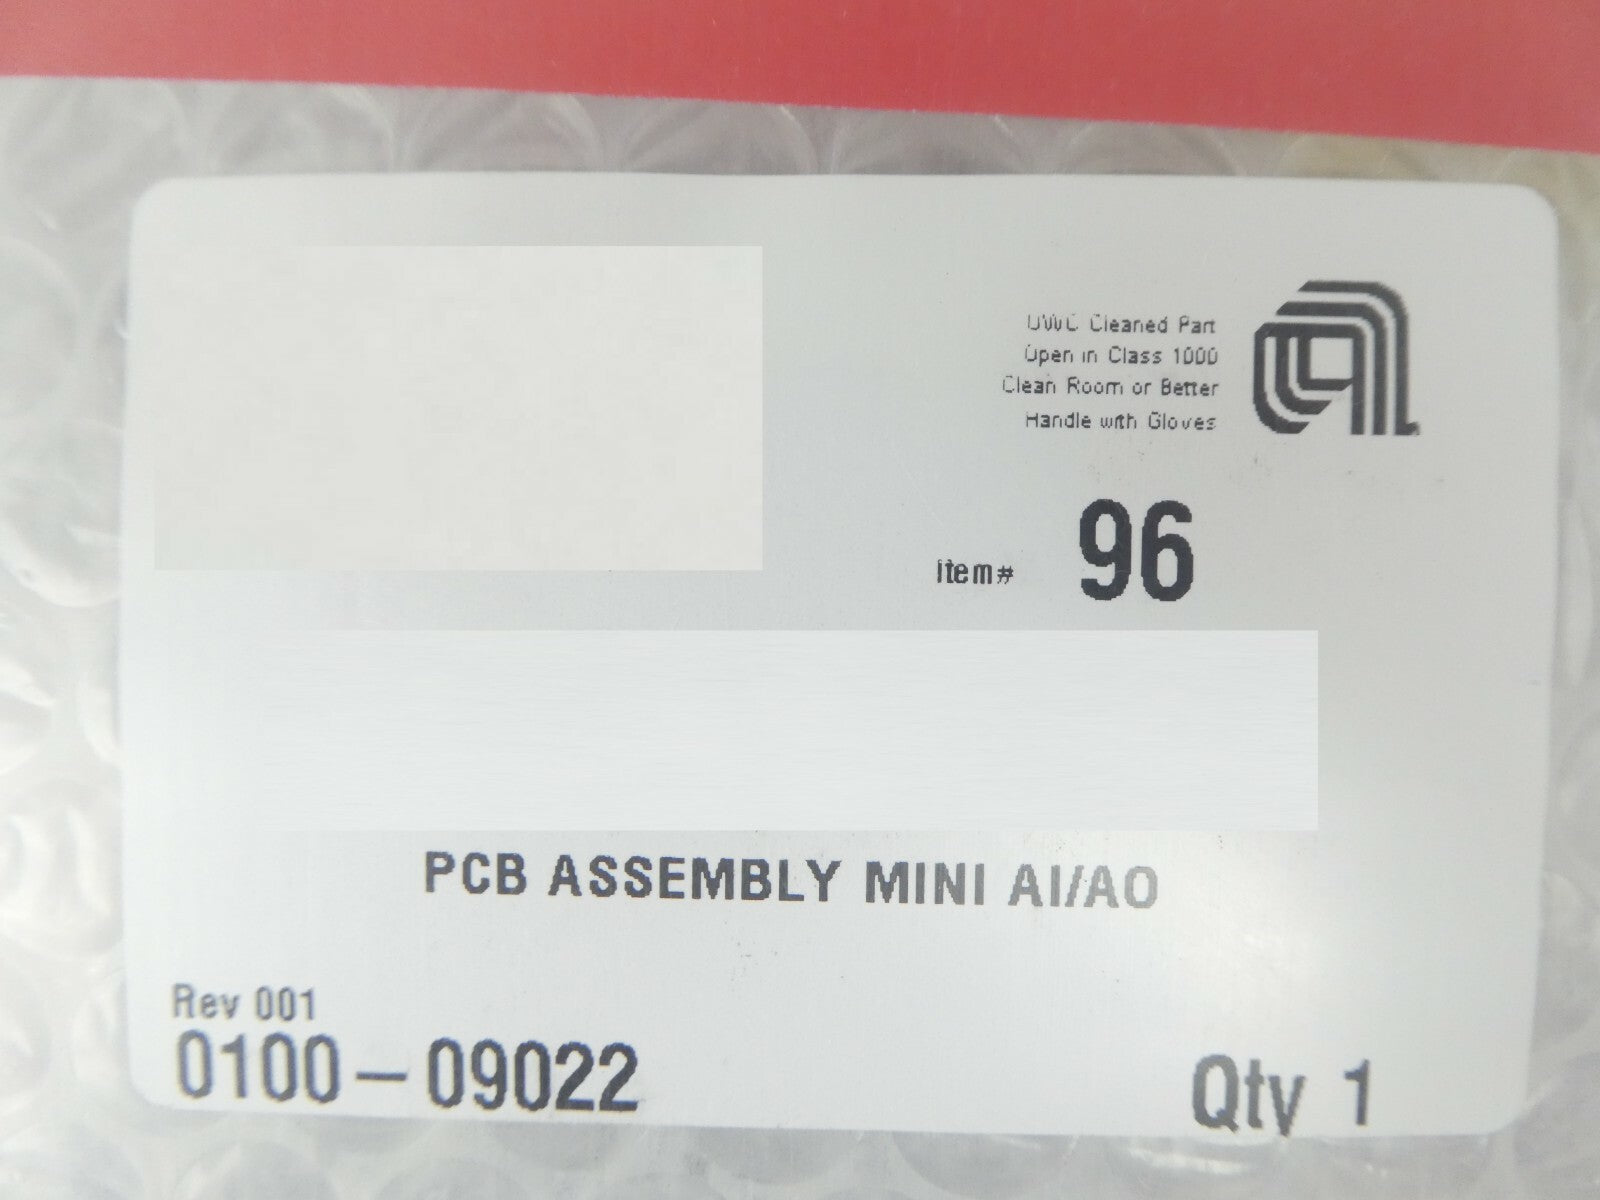 UWC Cleaned Part
Open in Class 1000
Clean Room or Better
Handle with Gloves
Item# 96
PCB ASSEMBLY MINI AI/AO
Rev 001
0100-09022
Qty 1